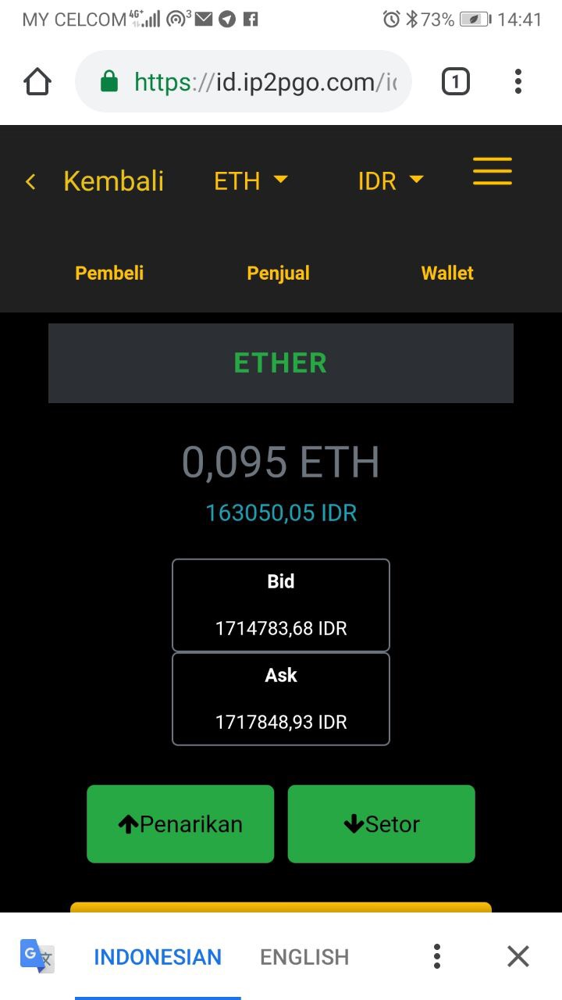 MY CELCOM 4G+ 3 73% 14:41
https://id.ip2pgo.com/i
1
Kembali ETH IDR
Pembeli Penjual Wallet
ETHER
0,095 ETH
163050,05 IDR
Bid
1714783,68 IDR
Ask
1717848,93 IDR
Penarikan Setor
G 文 INDONESIAN ENGLISH